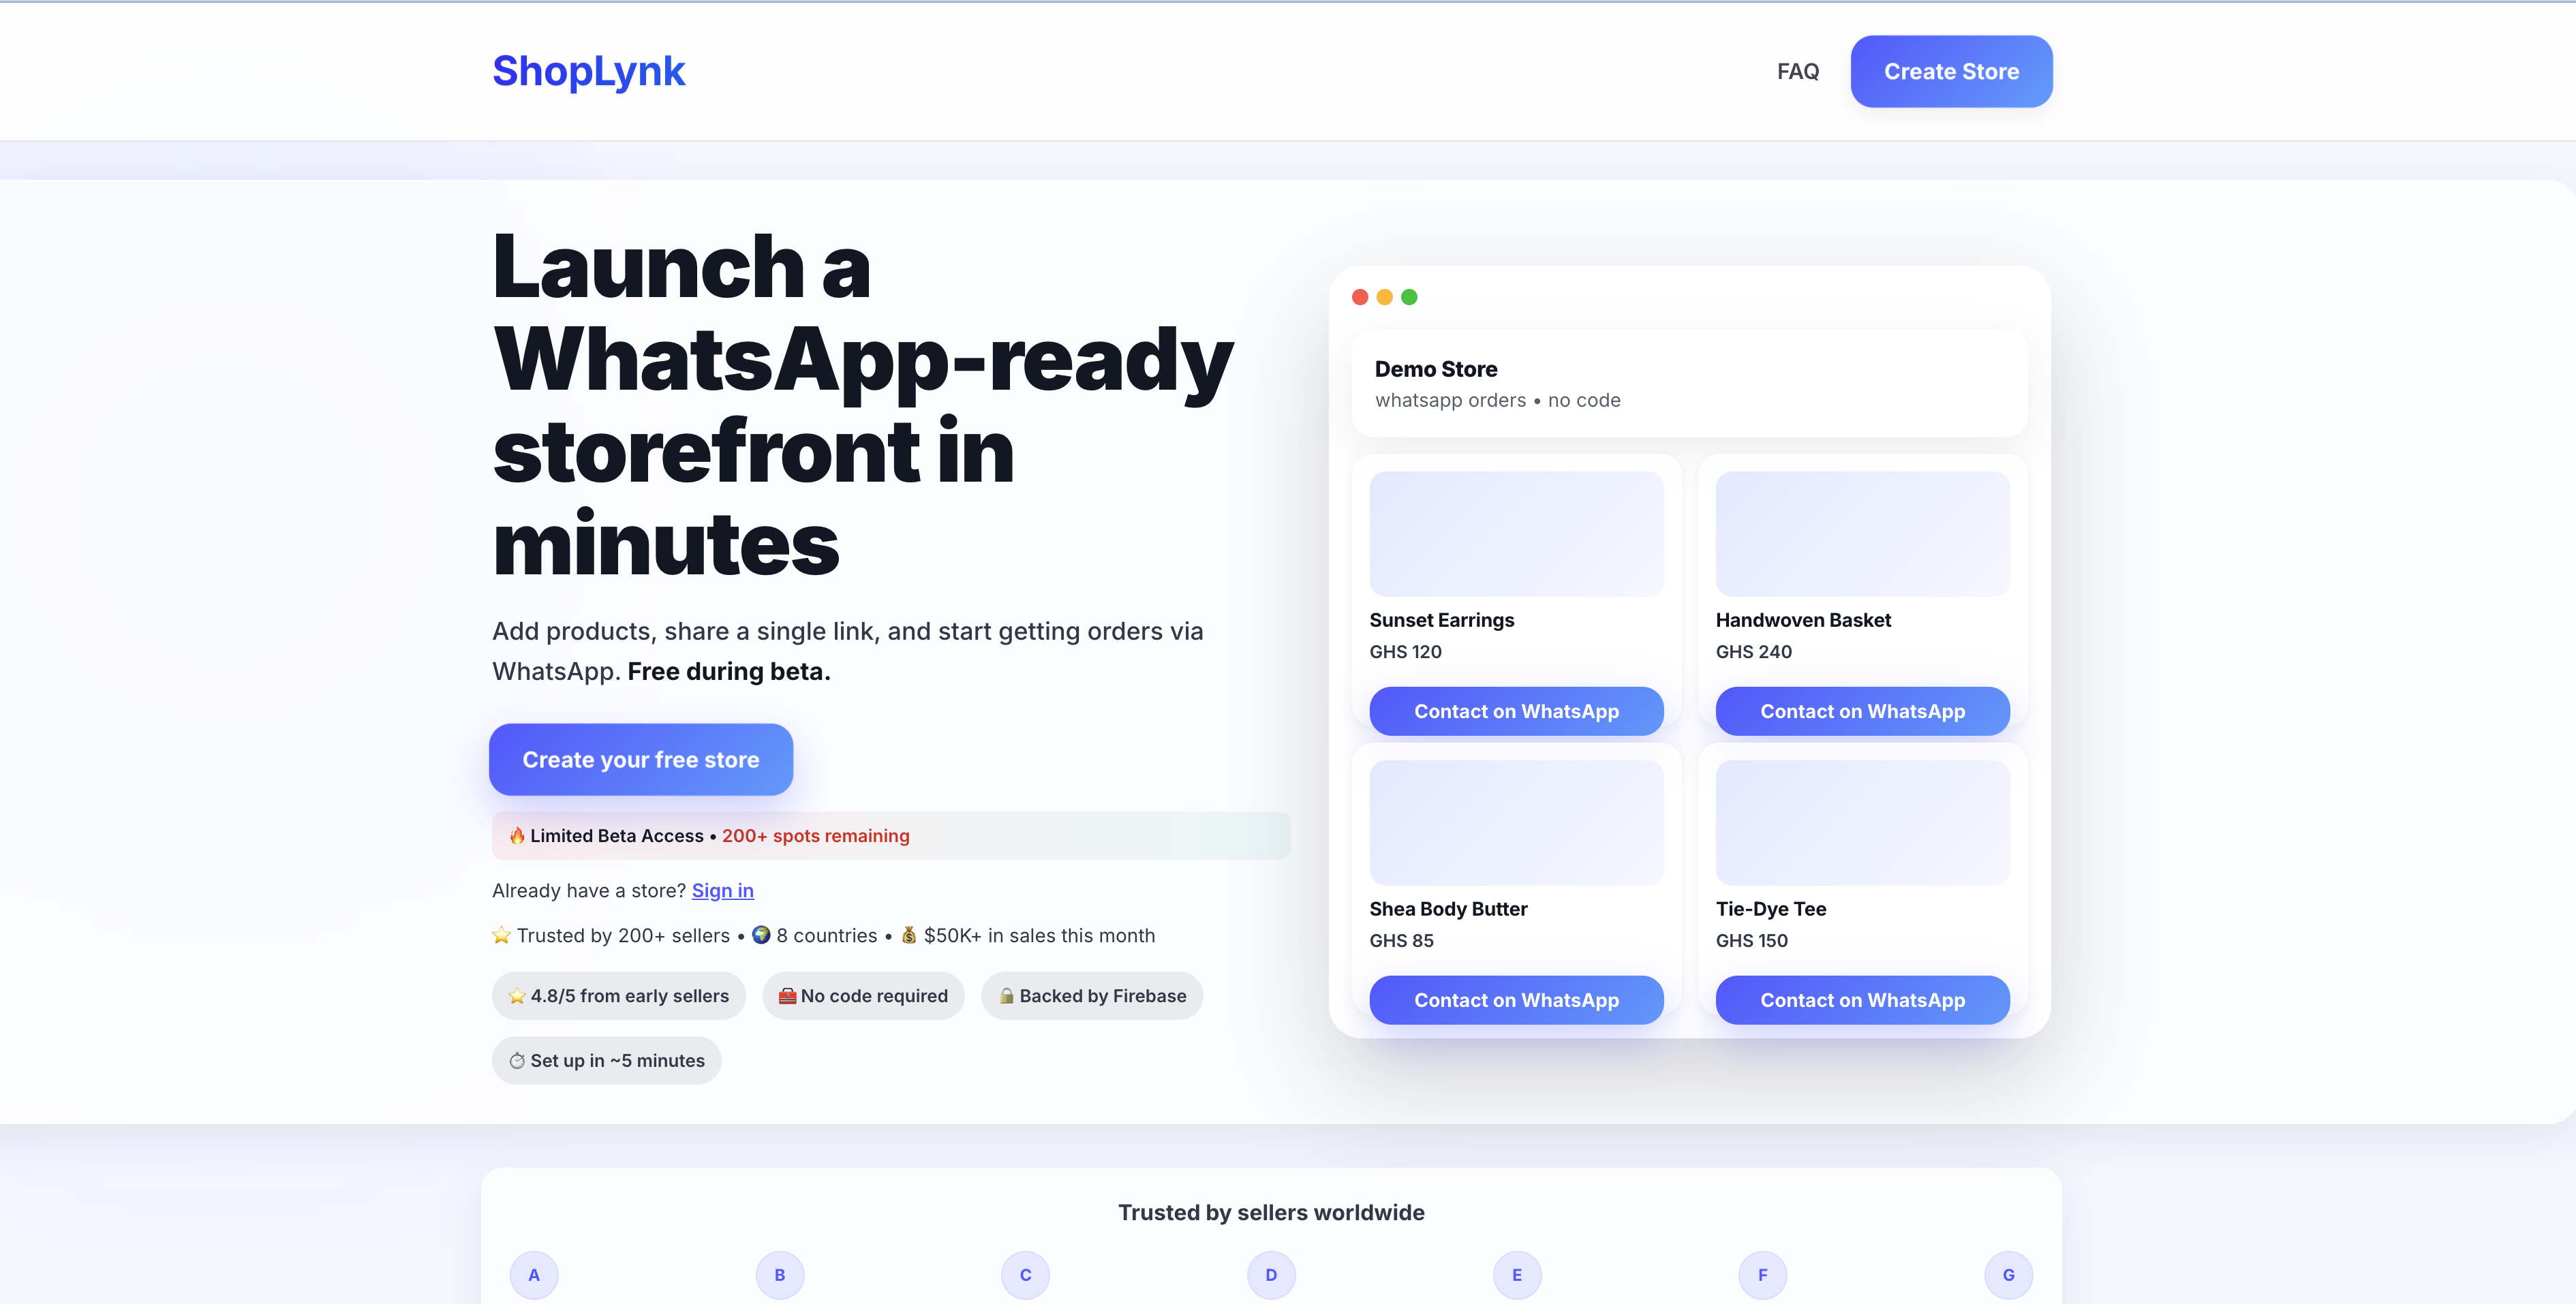 ShopLynk
FAQ
Create Store
Launch a
WhatsApp-ready
storefront in
minutes
Add products, share a single link, and start getting orders via
WhatsApp. Free during beta.
Create your free store
🔥 Limited Beta Access • 200+ spots remaining
Already have a store? Sign in
⭐ Trusted by 200+ sellers • 🌍 8 countries • 💰 $50K+ in sales this month
⭐ 4.8/5 from early sellers
🧰 No code required
🔒 Backed by Firebase
⏱ Set up in ~5 minutes
Demo Store
whatsapp orders • no code
Sunset Earrings
GHS 120
Contact on WhatsApp
Handwoven Basket
GHS 240
Contact on WhatsApp
Shea Body Butter
GHS 85
Contact on WhatsApp
Tie-Dye Tee
GHS 150
Contact on WhatsApp
Trusted by sellers worldwide
A
B
C
D
E
F
G